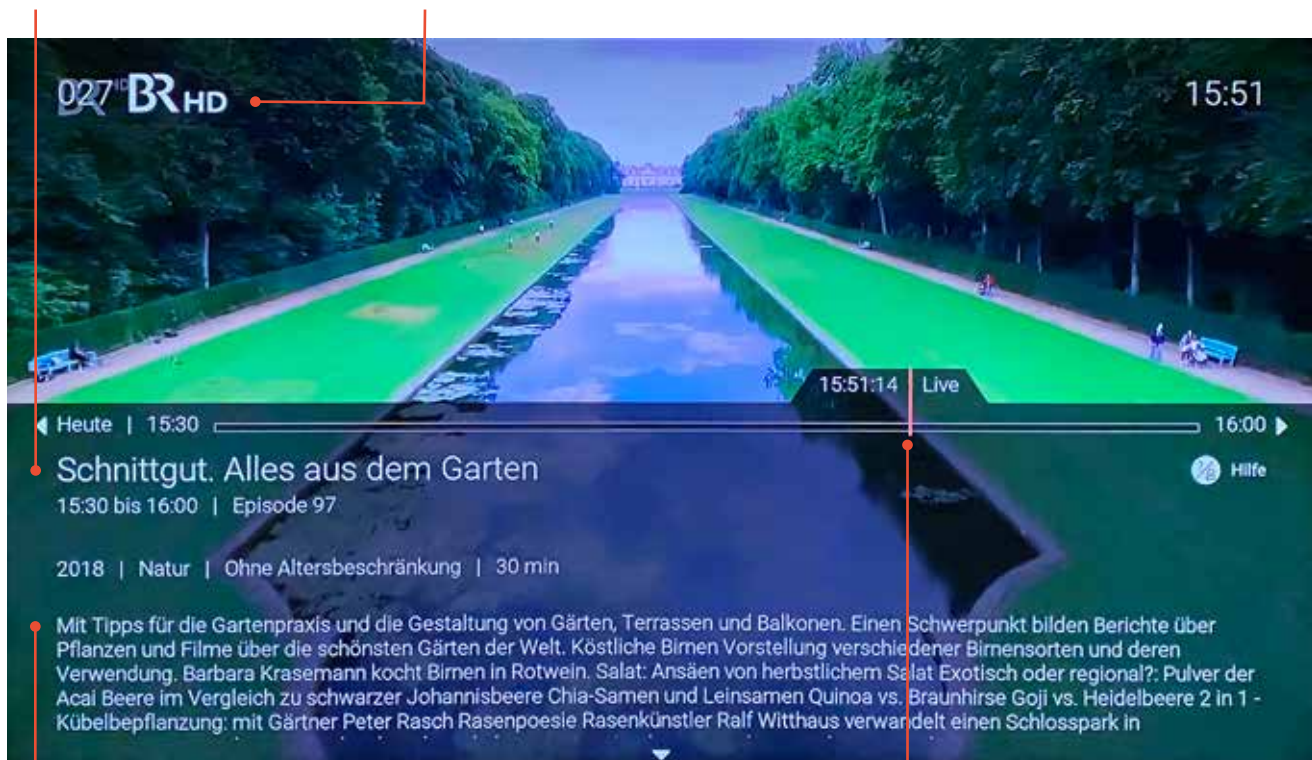 027 BR HD
15:51
15:51:14 | Live
Heute | 15:30
16:00
Schnittgut. Alles aus dem Garten
Hilfe
15:30 bis 16:00 | Episode 97
2018 | Natur | Ohne Altersbeschränkung | 30 min
Mit Tipps für die Gartenpraxis und die Gestaltung von Gärten, Terrassen und Balkonen. Einen Schwerpunkt bilden Berichte über
Pflanzen und Filme über die schönsten Gärten der Welt. Köstliche Birnen Vorstellung verschiedener Birnensorten und deren
Verwendung. Barbara Krasemann kocht Birnen in Rotwein. Salat: Ansäen von herbstlichem Salat Exotisch oder regional?: Pulver der
Acai Beere im Vergleich zu schwarzer Johannisbeere Chia-Samen und Leinsamen Quinoa vs. Braunhirse Goji vs. Heidelbeere 2 in 1 -
Kübelbepflanzung: mit Gärtner Peter Rasch Rasenpoesie Rasenkünstler Ralf Witthaus verwandelt einen Schlosspark in